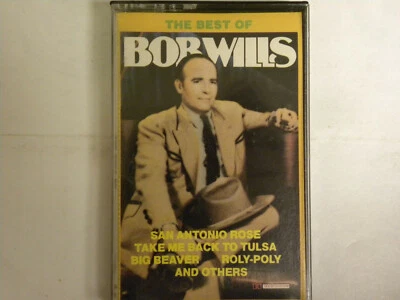 THE BEST OF
BOB WILLS
SAN ANTONIO ROSE
TAKE ME BACK TO TULSA
BIG BEAVER ROLY-POLY
AND OTHERS